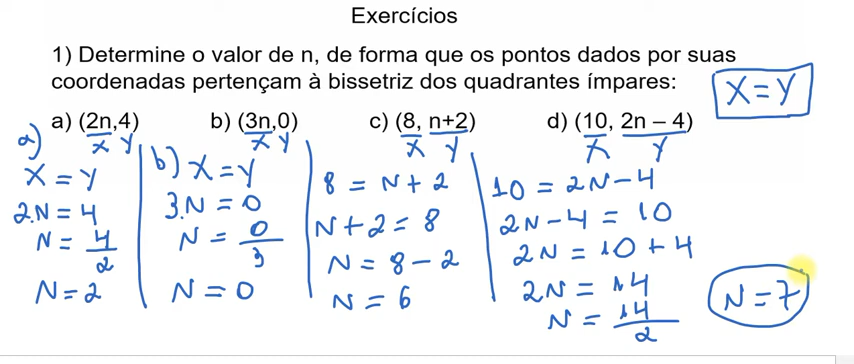 Exercícios
1) Determine o valor de n, de forma que os pontos dados por suas
coordenadas pertençam à bissetriz dos quadrantes ímpares:
X = Y
a) (2n,4) b) (3n,0) c) (8, n+2) d) (10, 2n – 4)
x y x y x y x y
a)
X = Y
2.N = 4
N = 4/2
N = 2
b) X = Y
3.N = 0
N = 0/3
N = 0
8 = N + 2
N + 2 = 8
N = 8 - 2
N = 6
10 = 2N - 4
2N - 4 = 10
2N = 10 + 4
2N = 14
N = 14/2
N = 7